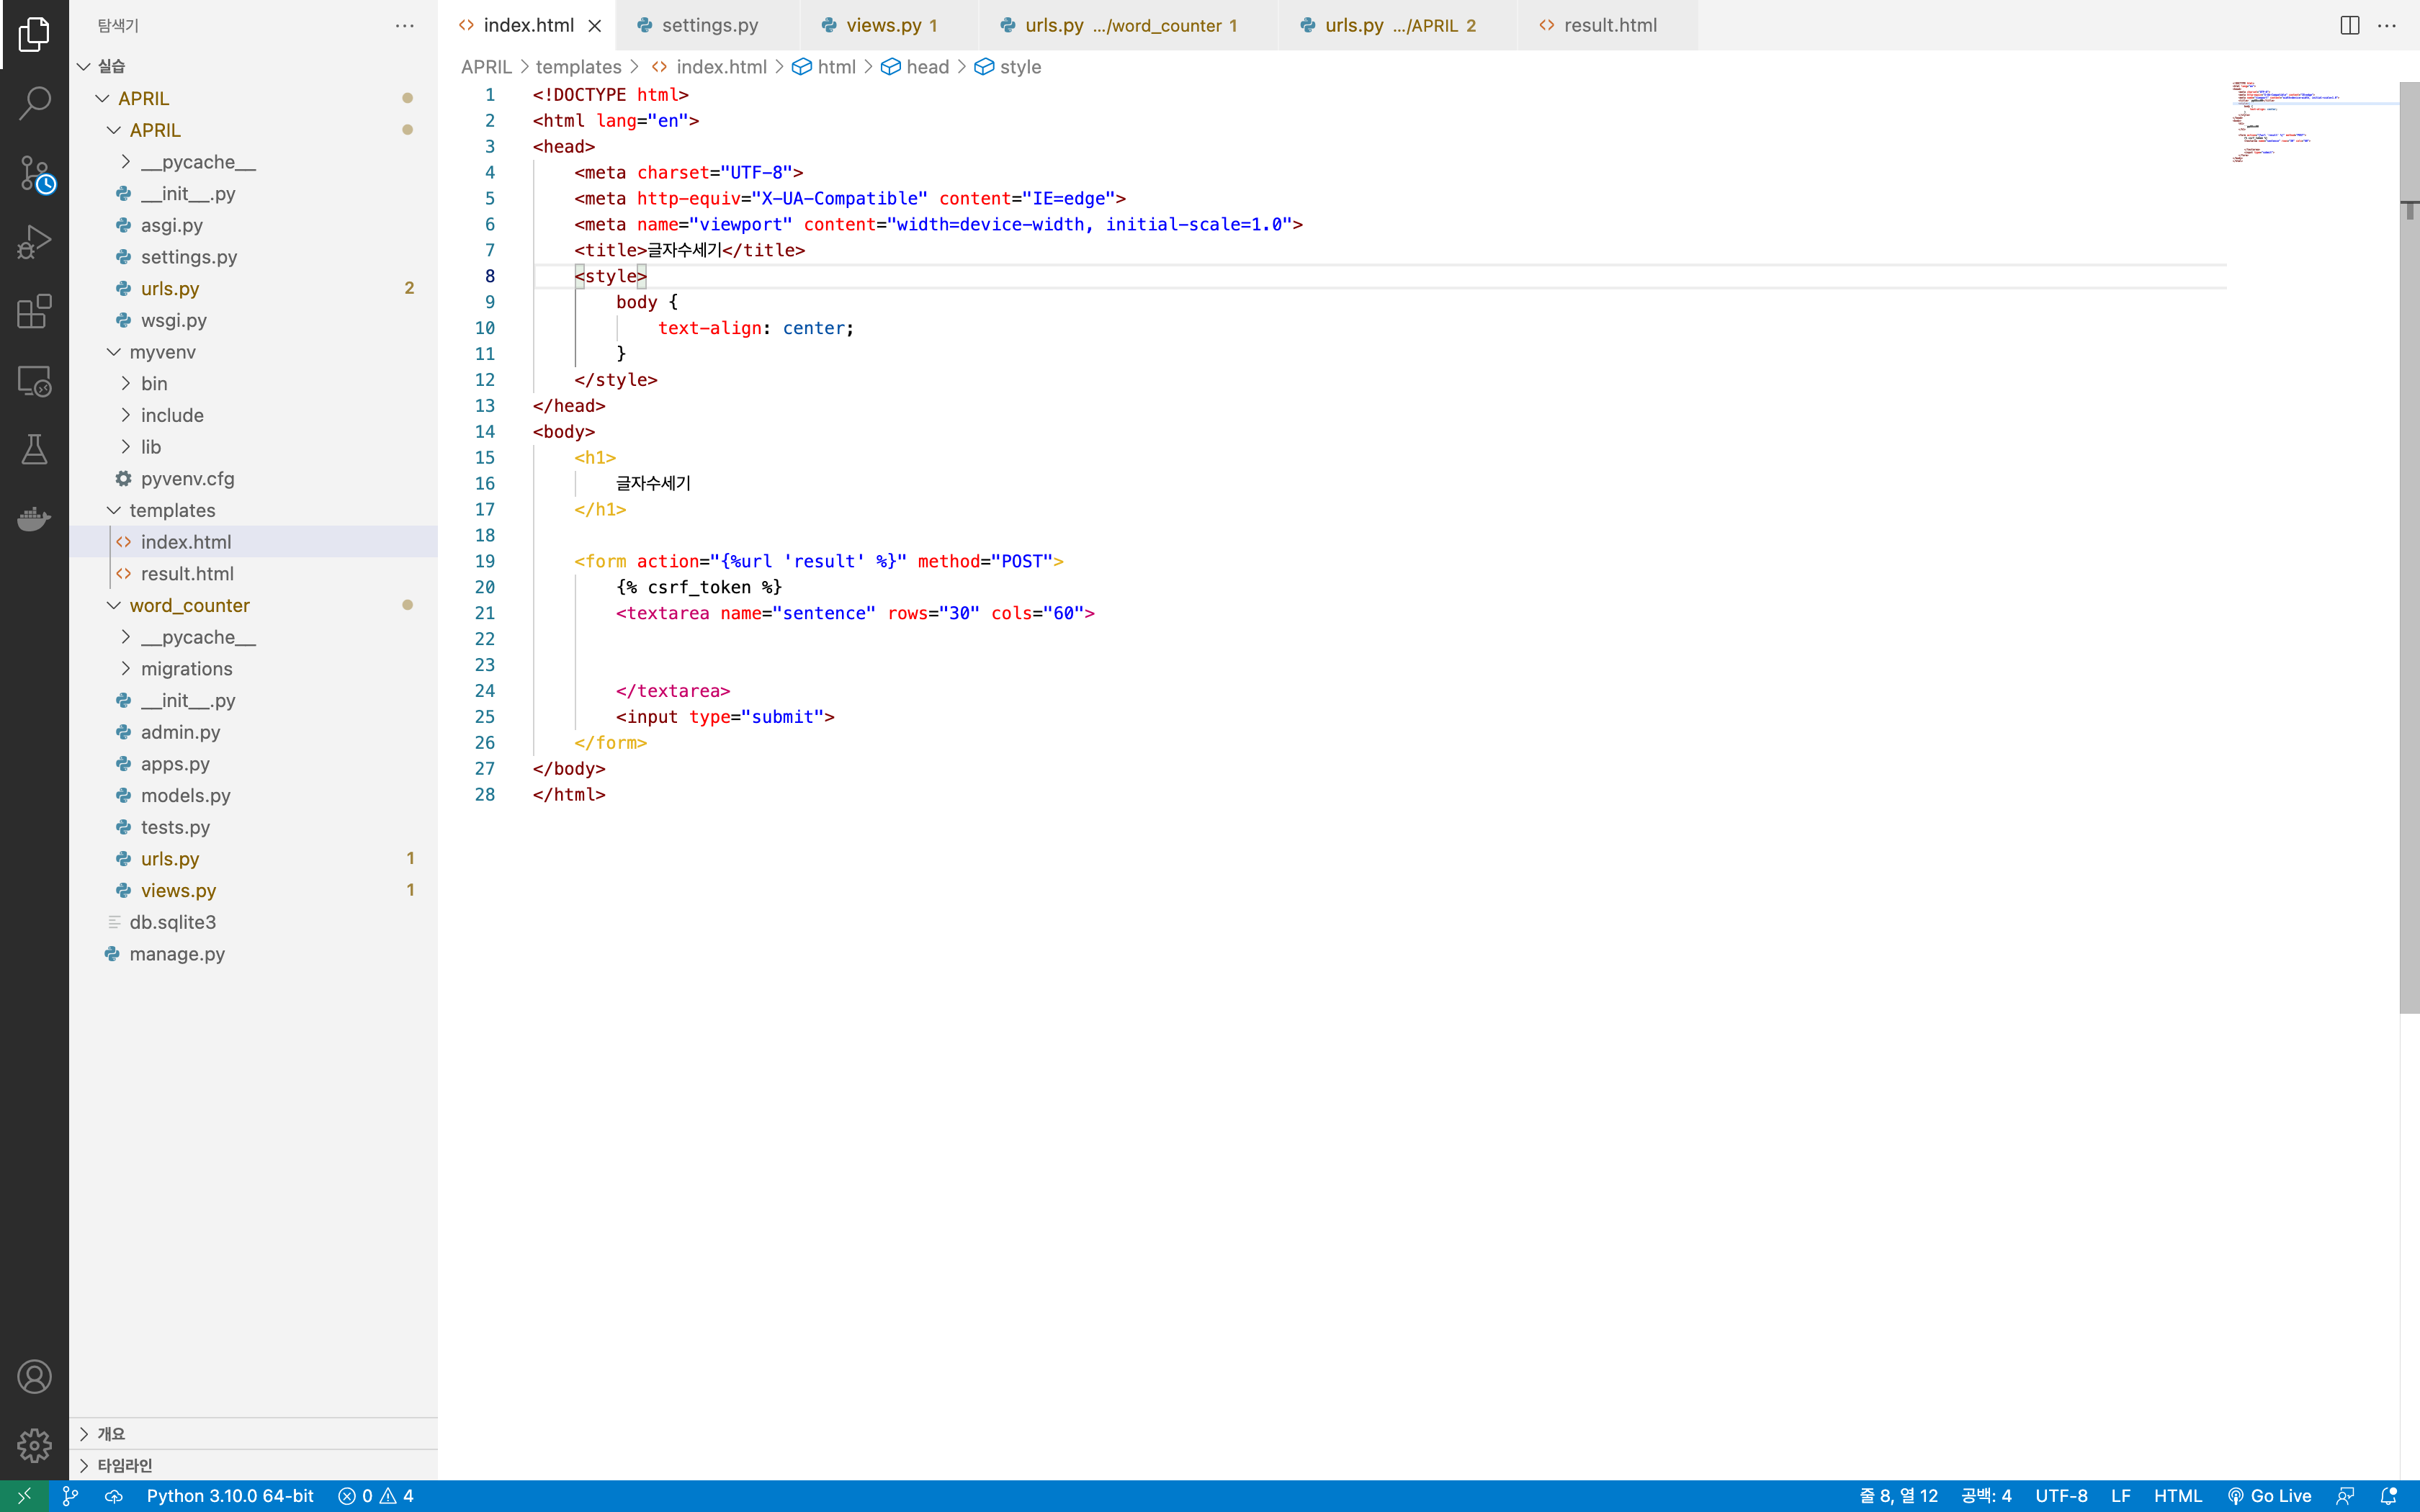 탐색기
실습
APRIL
APRIL
__pycache__
__init__.py
asgi.py
settings.py
urls.py 2
wsgi.py
myvenv
bin
include
lib
pyvenv.cfg
templates
index.html
result.html
word_counter
__pycache__
migrations
__init__.py
admin.py
apps.py
models.py
tests.py
urls.py 1
views.py 1
db.sqlite3
manage.py
개요
타임라인
index.html settings.py views.py 1 urls.py .../word_counter 1 urls.py .../APRIL 2 result.html
APRIL > templates > index.html > html > head > style
1 <!DOCTYPE html>
2 <html lang="en">
3 <head>
4 <meta charset="UTF-8">
5 <meta http-equiv="X-UA-Compatible" content="IE=edge">
6 <meta name="viewport" content="width=device-width, initial-scale=1.0">
7 <title>글자수세기</title>
8 <style>
9 body {
10 text-align: center;
11 }
12 </style>
13 </head>
14 <body>
15 <h1>
16 글자수세기
17 </h1>
18
19 <form action="{%url 'result' %}" method="POST">
20 {% csrf_token %}
21 <textarea name="sentence" rows="30" cols="60">
22
23
24 </textarea>
25 <input type="submit">
26 </form>
27 </body>
28 </html>
Python 3.10.0 64-bit 0 4 줄 8, 열 12 공백: 4 UTF-8 LF HTML Go Live